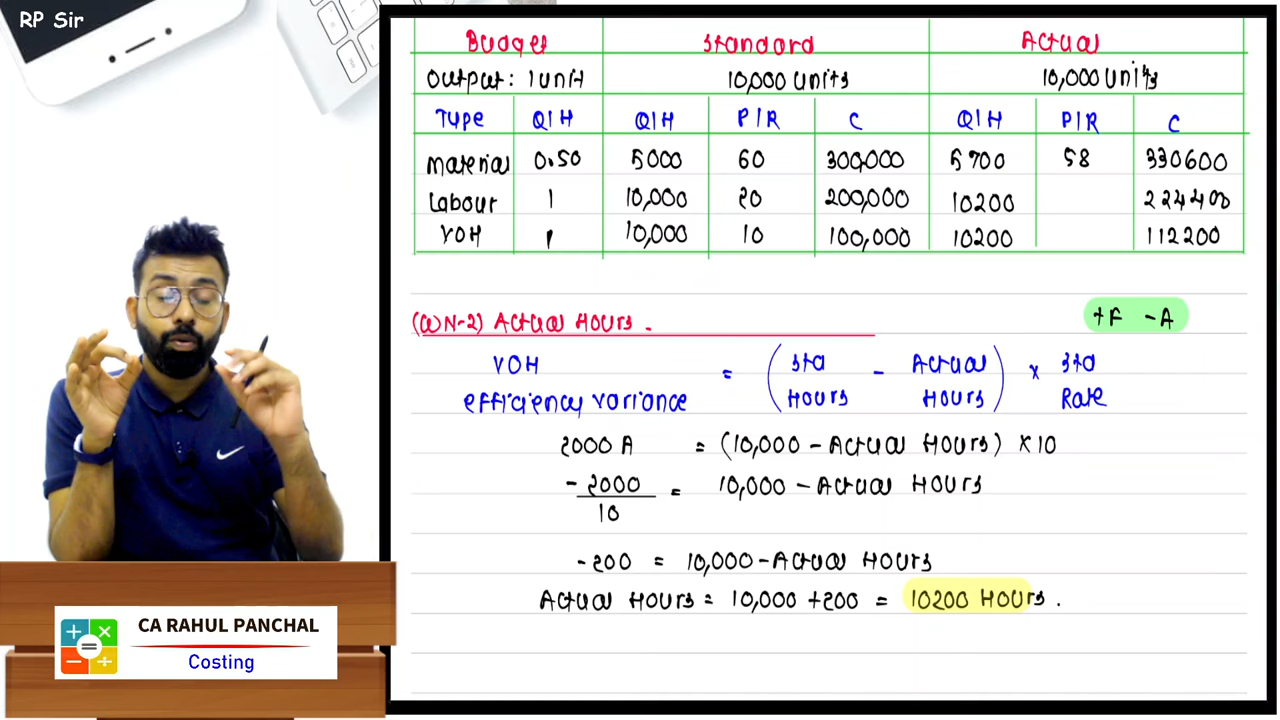 RP Sir
Budget Standard Actual
Output: 1 unit 10,000 Units 10,000 Units
Type Q/H Q/H P/R C Q/H P/R C
Material 0.50 5000 60 300,000 5700 58 330600
Labour 1 10,000 20 200,000 10200 224400
VOH 1 10,000 10 100,000 10200 112200
(WN-2) Actual Hours.
+F -A
VOH = (Std - Actual) × Std
efficiency variance Hours Hours Rate
2000 A = (10,000 - Actual Hours) × 10
-2000 = 10,000 - Actual Hours
10
-200 = 10,000 - Actual Hours
Actual Hours = 10,000 +200 = 10200 Hours.
CA RAHUL PANCHAL
Costing